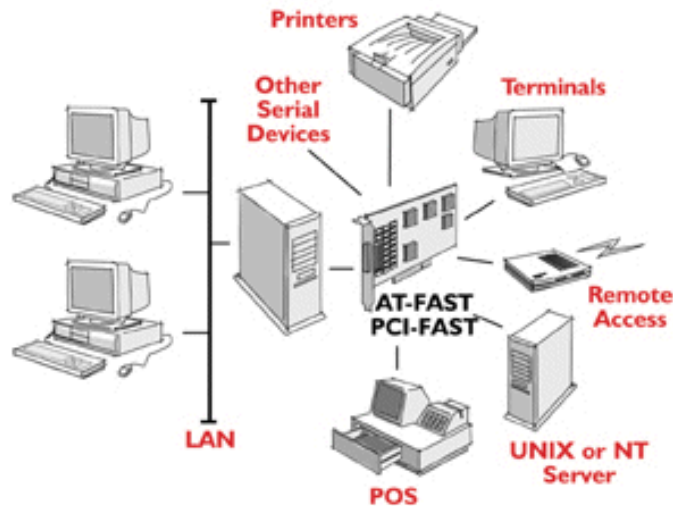 Printers
Other
Serial
Devices
Terminals
AT-FAST
PCI-FAST
Remote
Access
LAN
UNIX or NT
Server
POS